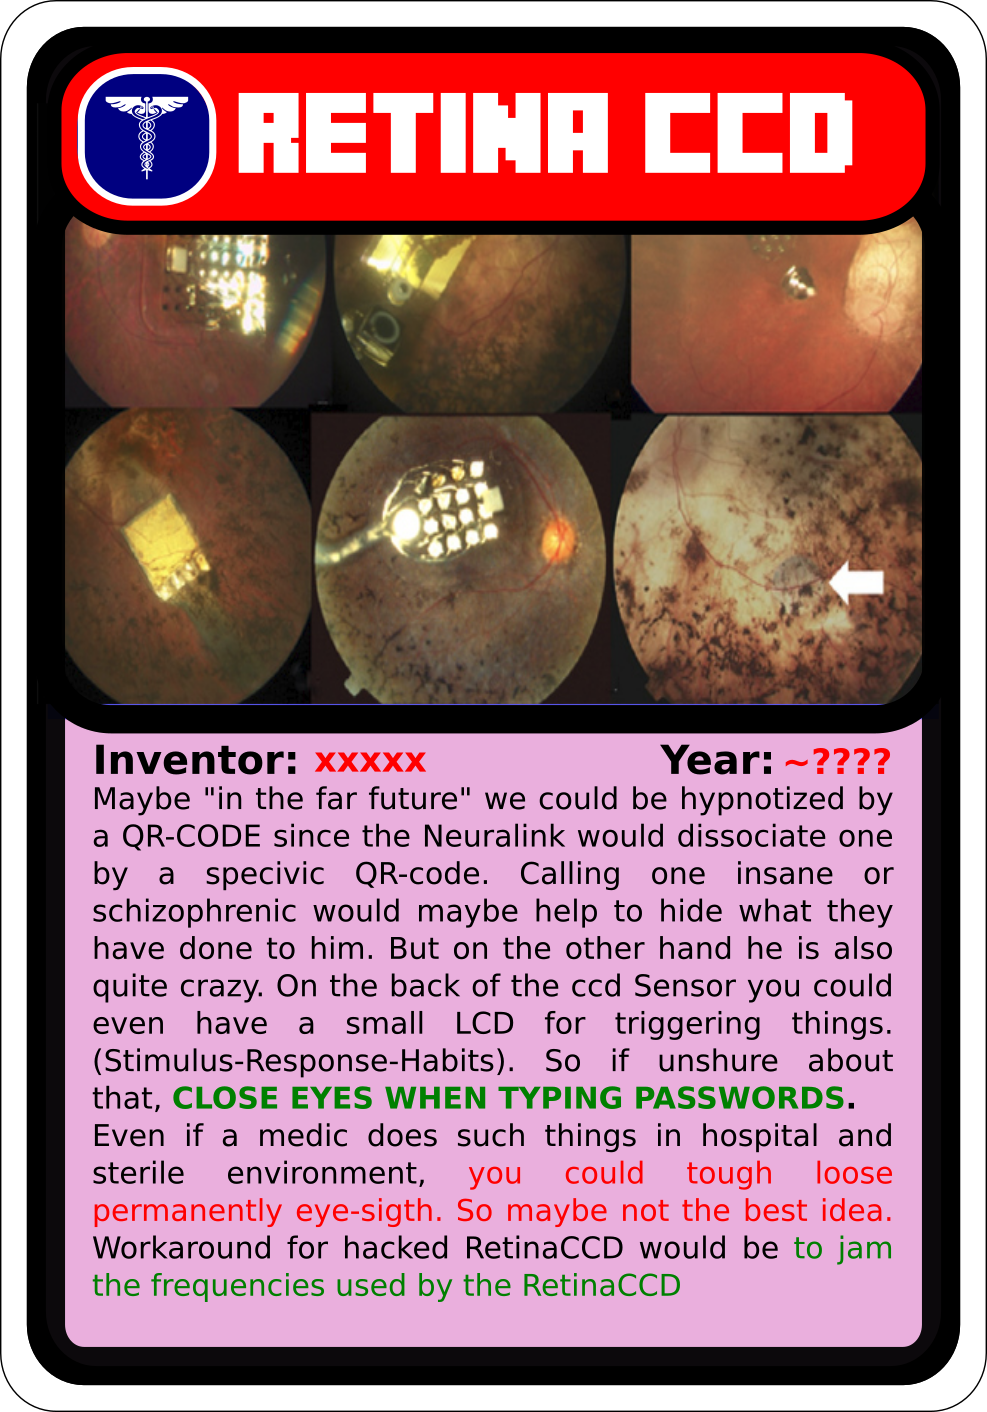 RETINA CCD
Inventor: xxxxx Year: ~????
Maybe "in the far future" we could be hypnotized by
a QR-CODE since the Neuralink would dissociate one
by a specivic QR-code. Calling one insane or
schizophrenic would maybe help to hide what they
have done to him. But on the other hand he is also
quite crazy. On the back of the ccd Sensor you could
even have a small LCD for triggering things.
(Stimulus-Response-Habits). So if unshure about
that, CLOSE EYES WHEN TYPING PASSWORDS.
Even if a medic does such things in hospital and
sterile environment, you could tough loose
permanently eye-sigth. So maybe not the best idea.
Workaround for hacked RetinaCCD would be to jam
the frequencies used by the RetinaCCD